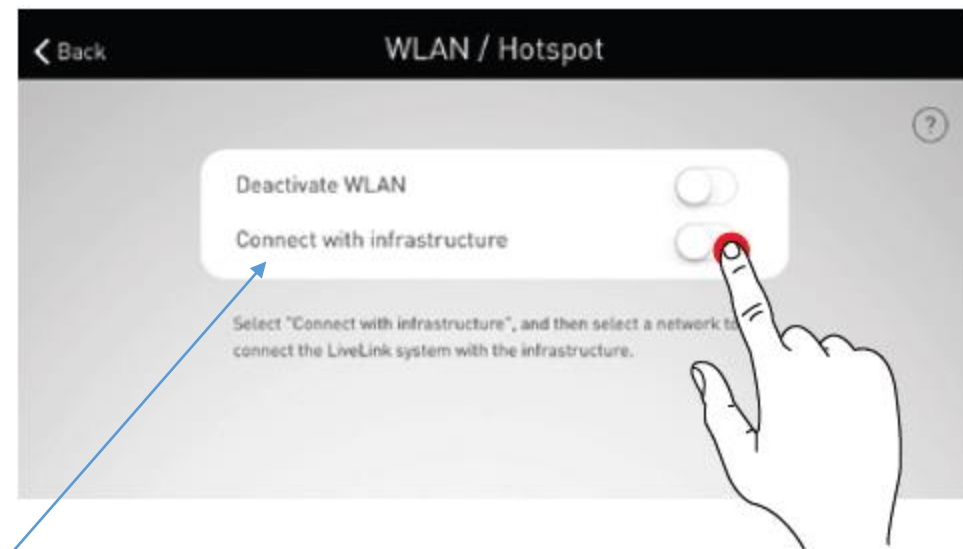 Back
WLAN / Hotspot
?
Deactivate WLAN
Connect with infrastructure
Select "Connect with infrastructure", and then select a network to
connect the LiveLink system with the infrastructure.